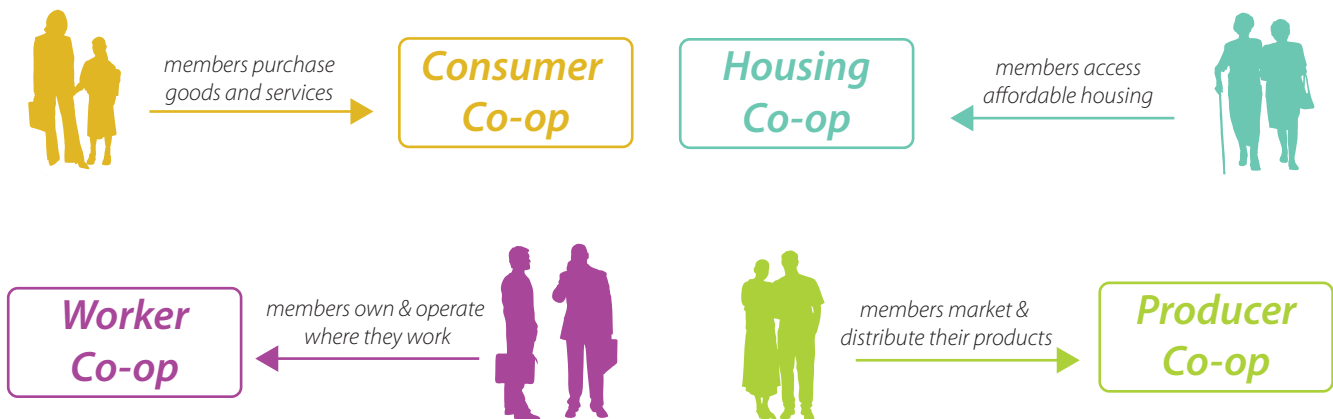 members purchase
goods and services
Consumer
Co-op
Housing
Co-op
members access
affordable housing
Worker
Co-op
members own & operate
where they work
members market &
distribute their products
Producer
Co-op